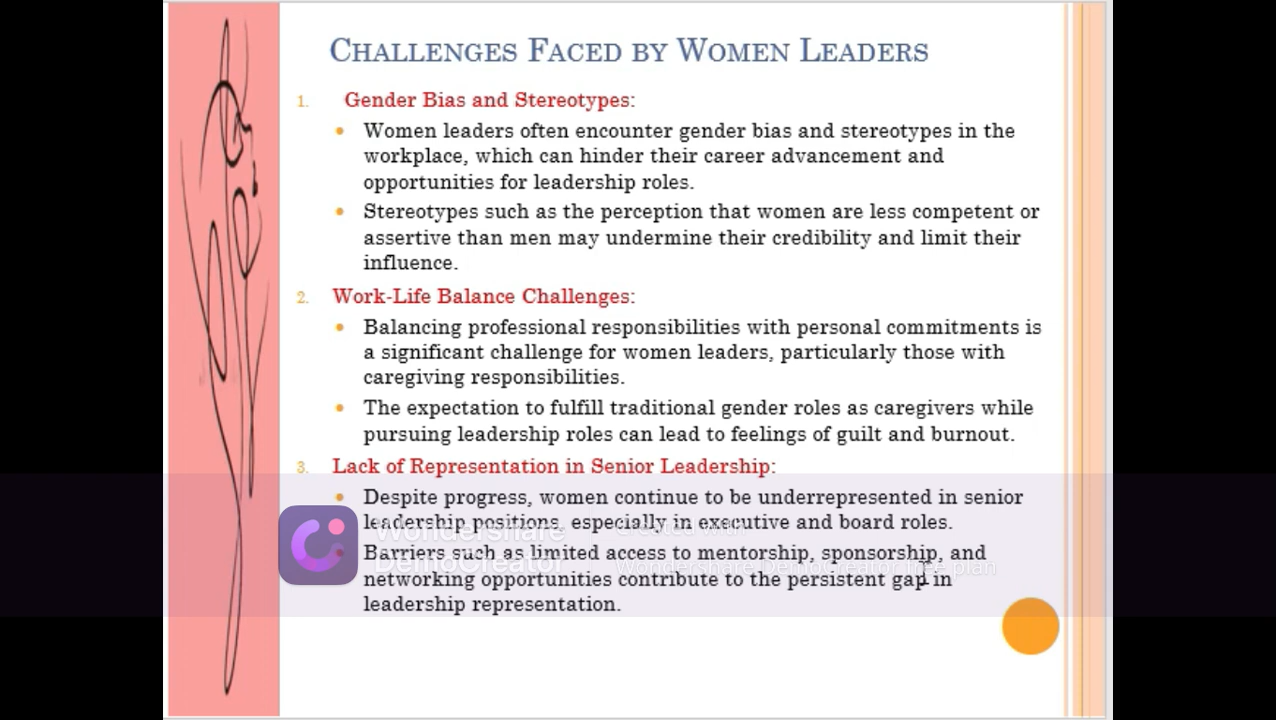 CHALLENGES FACED BY WOMEN LEADERS
1. Gender Bias and Stereotypes:
• Women leaders often encounter gender bias and stereotypes in the
workplace, which can hinder their career advancement and
opportunities for leadership roles.
• Stereotypes such as the perception that women are less competent or
assertive than men may undermine their credibility and limit their
influence.
2. Work-Life Balance Challenges:
• Balancing professional responsibilities with personal commitments is
a significant challenge for women leaders, particularly those with
caregiving responsibilities.
• The expectation to fulfill traditional gender roles as caregivers while
pursuing leadership roles can lead to feelings of guilt and burnout.
3. Lack of Representation in Senior Leadership:
• Despite progress, women continue to be underrepresented in senior
leadership positions, especially in executive and board roles.
• Barriers such as limited access to mentorship, sponsorship, and
networking opportunities contribute to the persistent gap in
leadership representation.
Wondershare
DemoCreator
Created with
Wondershare DemoCreator free plan